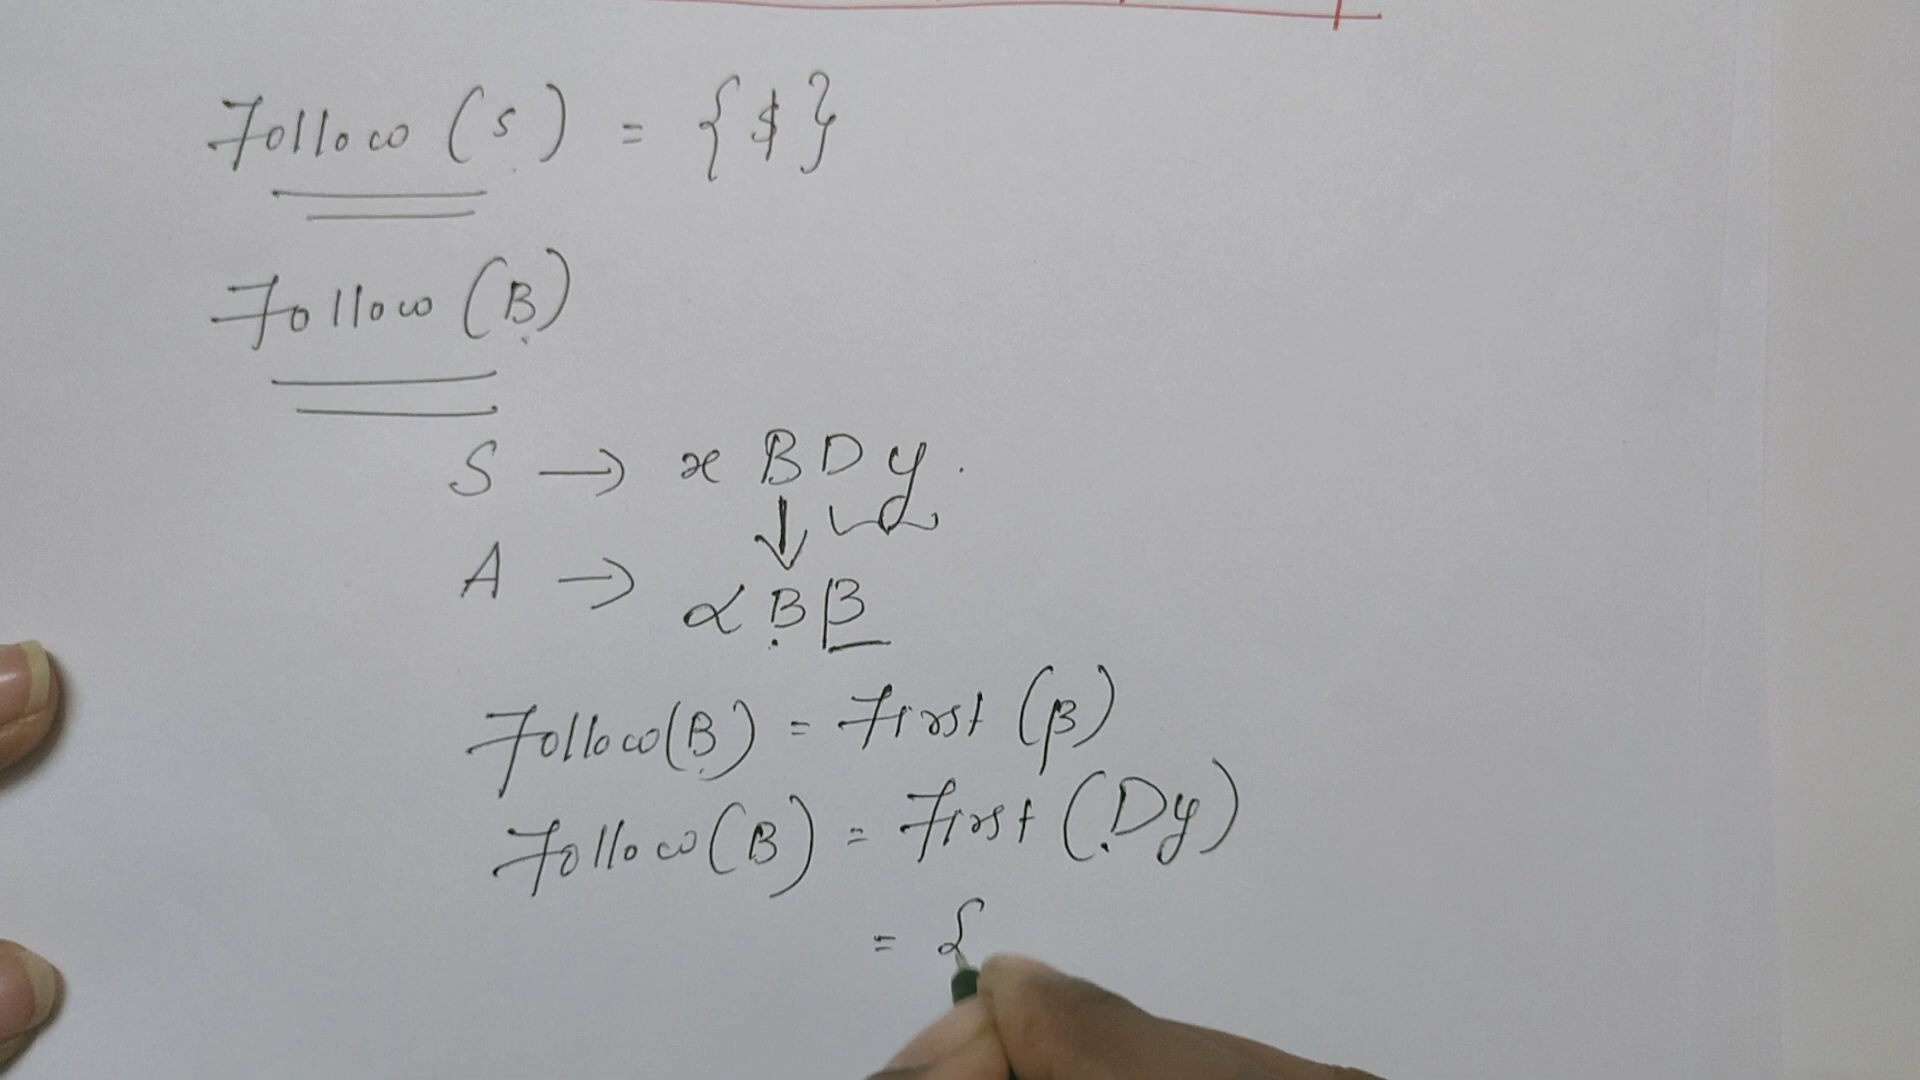 Follow (S) = {$}
Follow (B)
S → x B D y .
A → α B β
Follow(B) = First (β)
Follow(B) = First (Dy)
= {